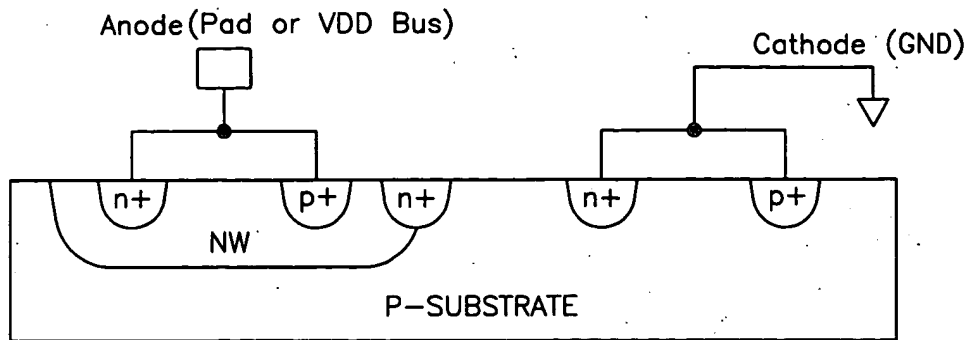 Anode(Pad or VDD Bus)
Cathode (GND)
n+ p+ n+ n+ p+
NW
P-SUBSTRATE